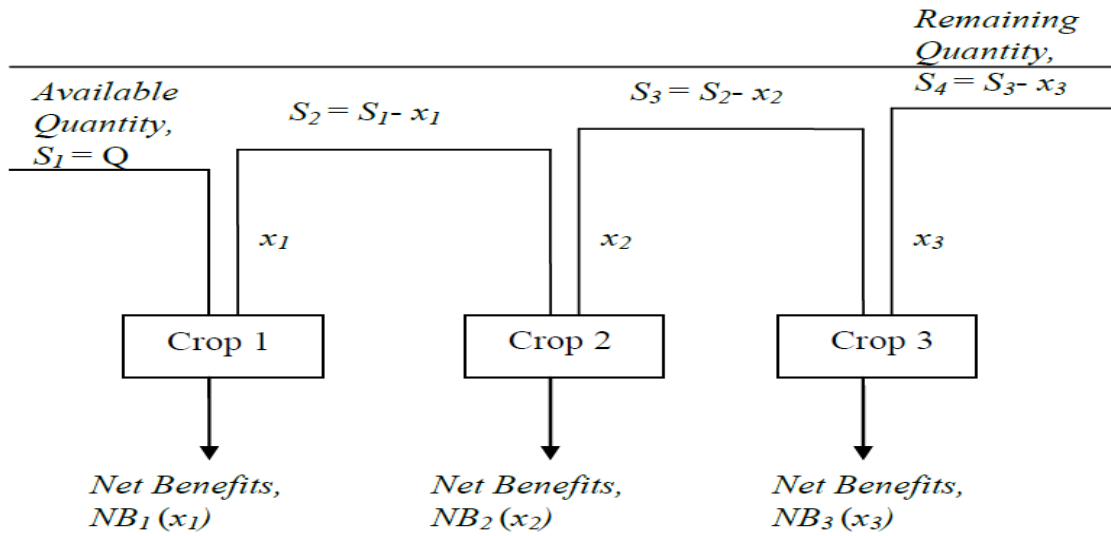 Remaining
Quantity,
S₄ = S₃- x₃
Available
Quantity,
S₁ = Q
S₂ = S₁- x₁
S₃ = S₂- x₂
x₁
x₂
x₃
Crop 1
Crop 2
Crop 3
Net Benefits,
NB₁ (x₁)
Net Benefits,
NB₂ (x₂)
Net Benefits,
NB₃ (x₃)